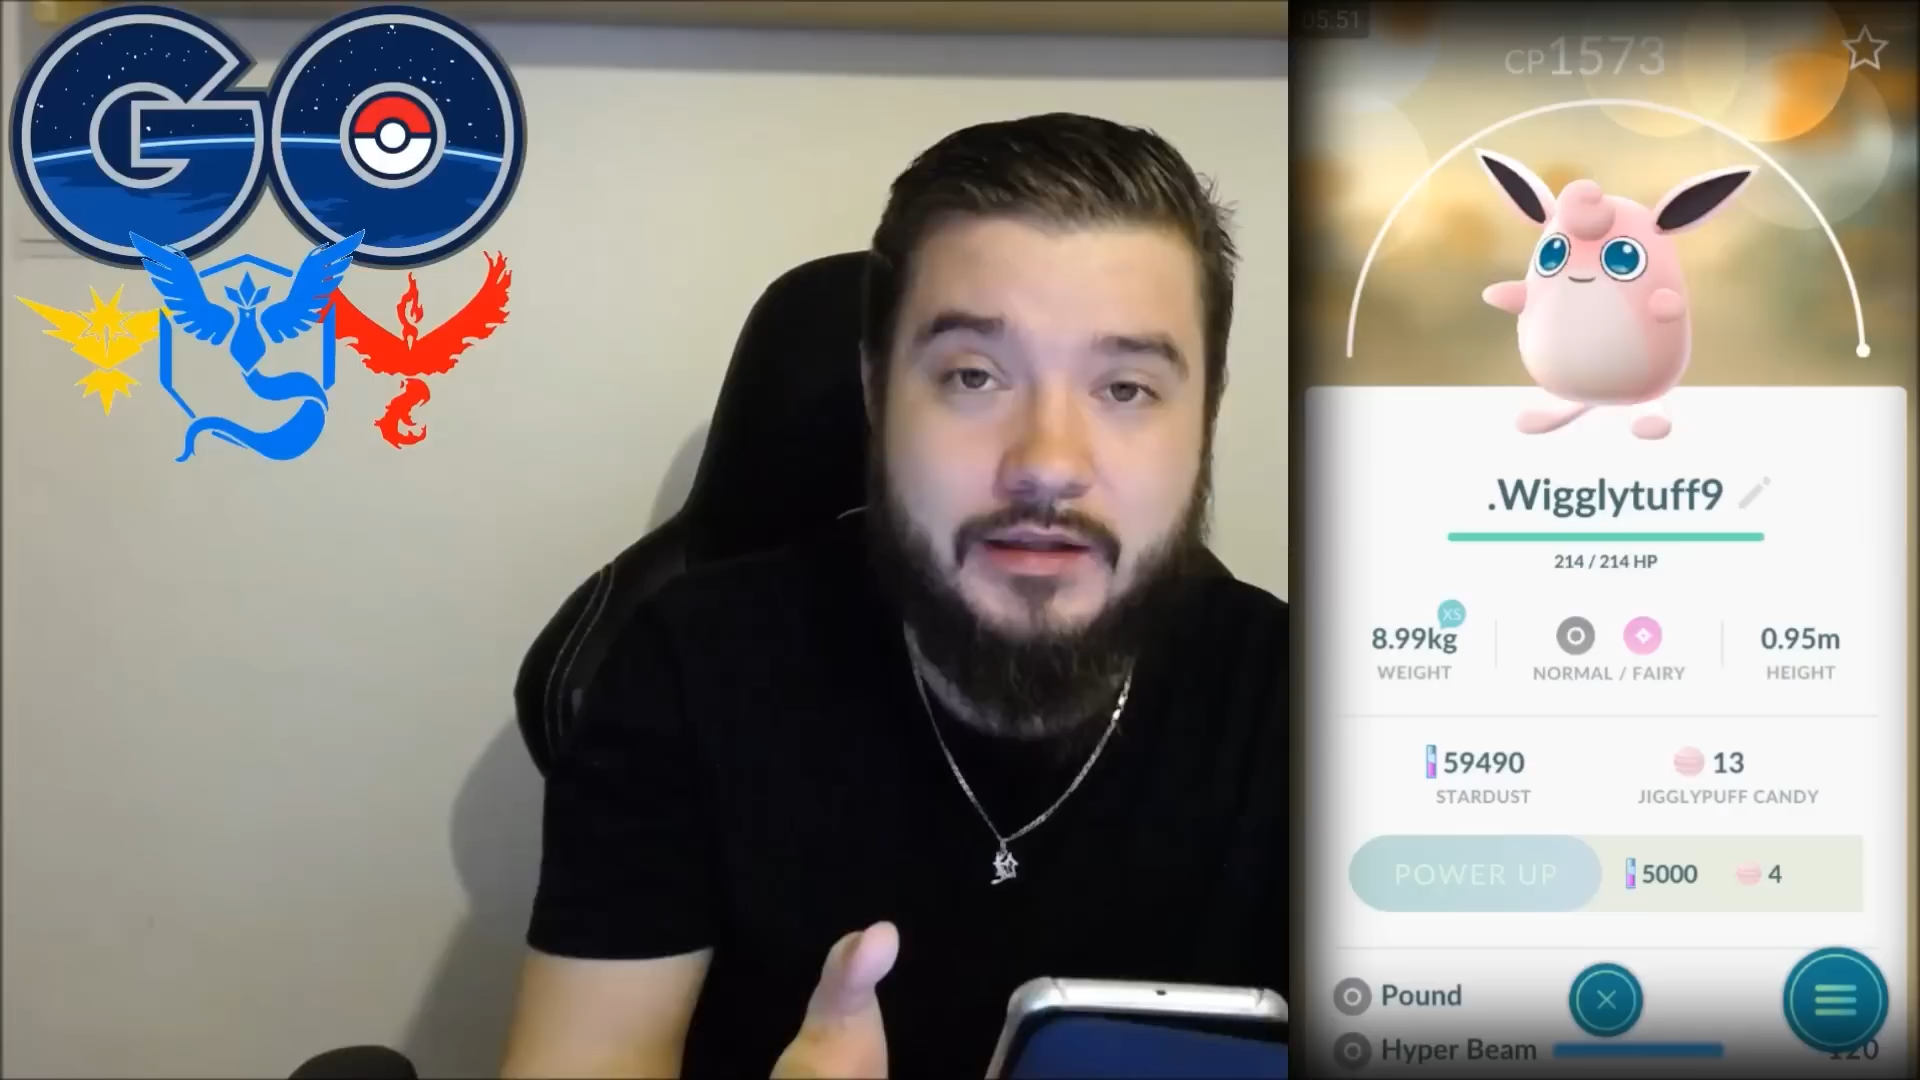 GO
05:51
CP1573
.Wigglytuff9
214 / 214 HP
XS
8.99kg
WEIGHT
NORMAL / FAIRY
0.95m
HEIGHT
59490
STARDUST
13
JIGGLYPUFF CANDY
POWER UP
5000
4
Pound
Hyper Beam
120